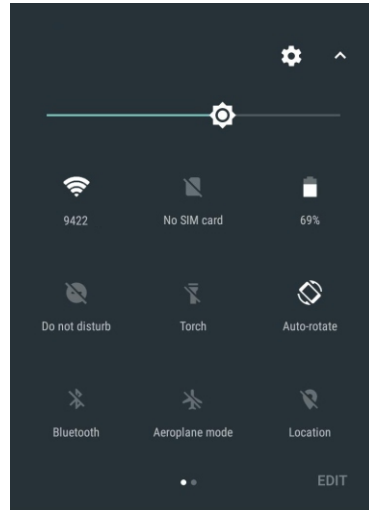 9422
No SIM card
69%
Do not disturb
Torch
Auto-rotate
Bluetooth
Aeroplane mode
Location
EDIT